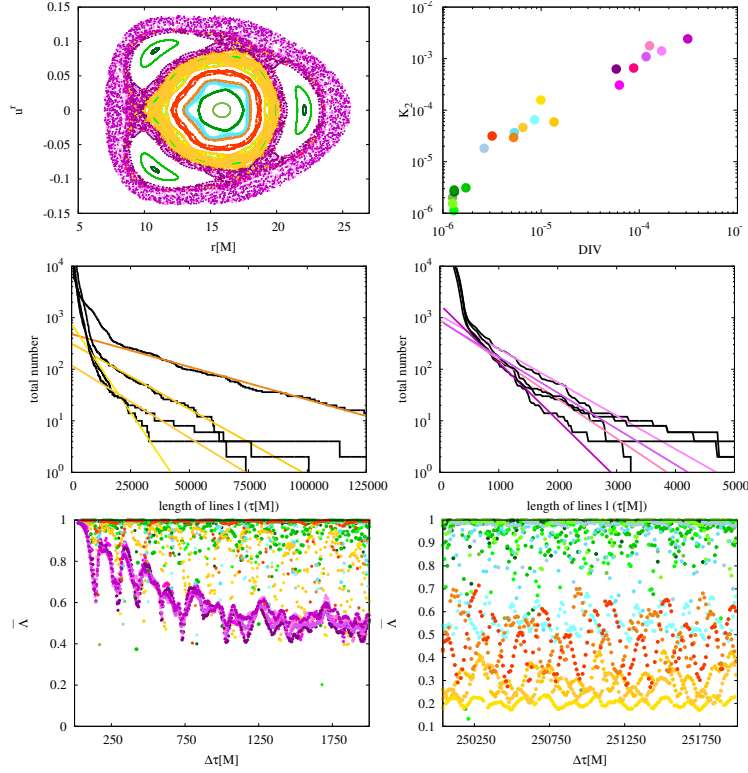 0.15
0.1
0.05
0
-0.05
-0.1
-0.15
u^r
5 10 15 20 25
r[M]
10^-2
10^-3
10^-4
10^-5
10^-6
K_2
10^-6 10^-5 10^-4 10^-3
DIV
10^4
10^3
10^2
10^1
10^0
total number
0 25000 50000 75000 100000 125000
length of lines l (τ[M])
10^4
10^3
10^2
10^1
10^0
total number
0 1000 2000 3000 4000 5000
length of lines l (τ[M])
1
0.8
0.6
0.4
0.2
0
Λ̅
250 750 1250 1750
Δτ[M]
1
0.9
0.8
0.7
0.6
0.5
0.4
0.3
0.2
0.1
Λ̅
250250 250750 251250 251750
Δτ[M]